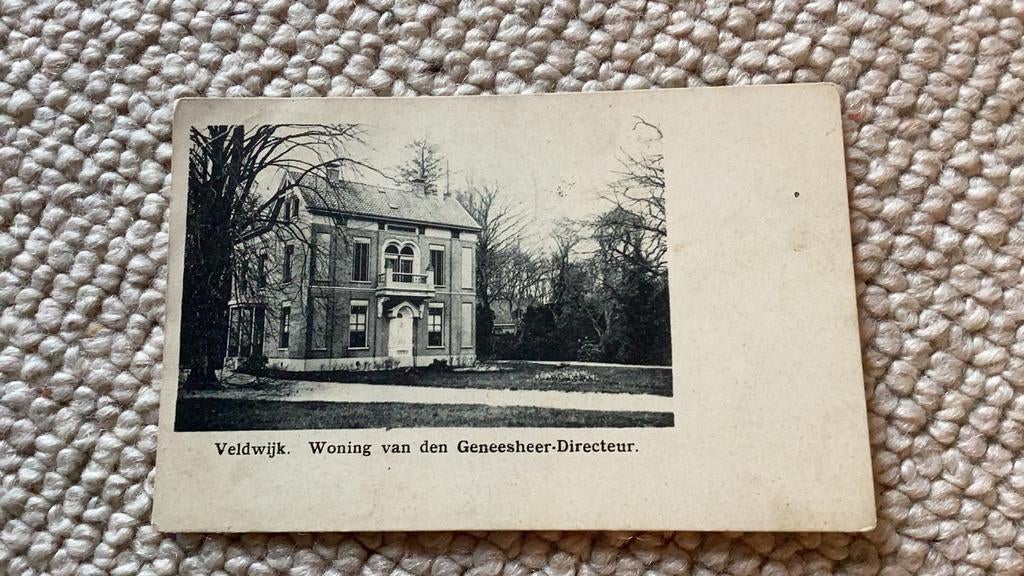 Veldwijk. Woning van den Geneesheer-Directeur.